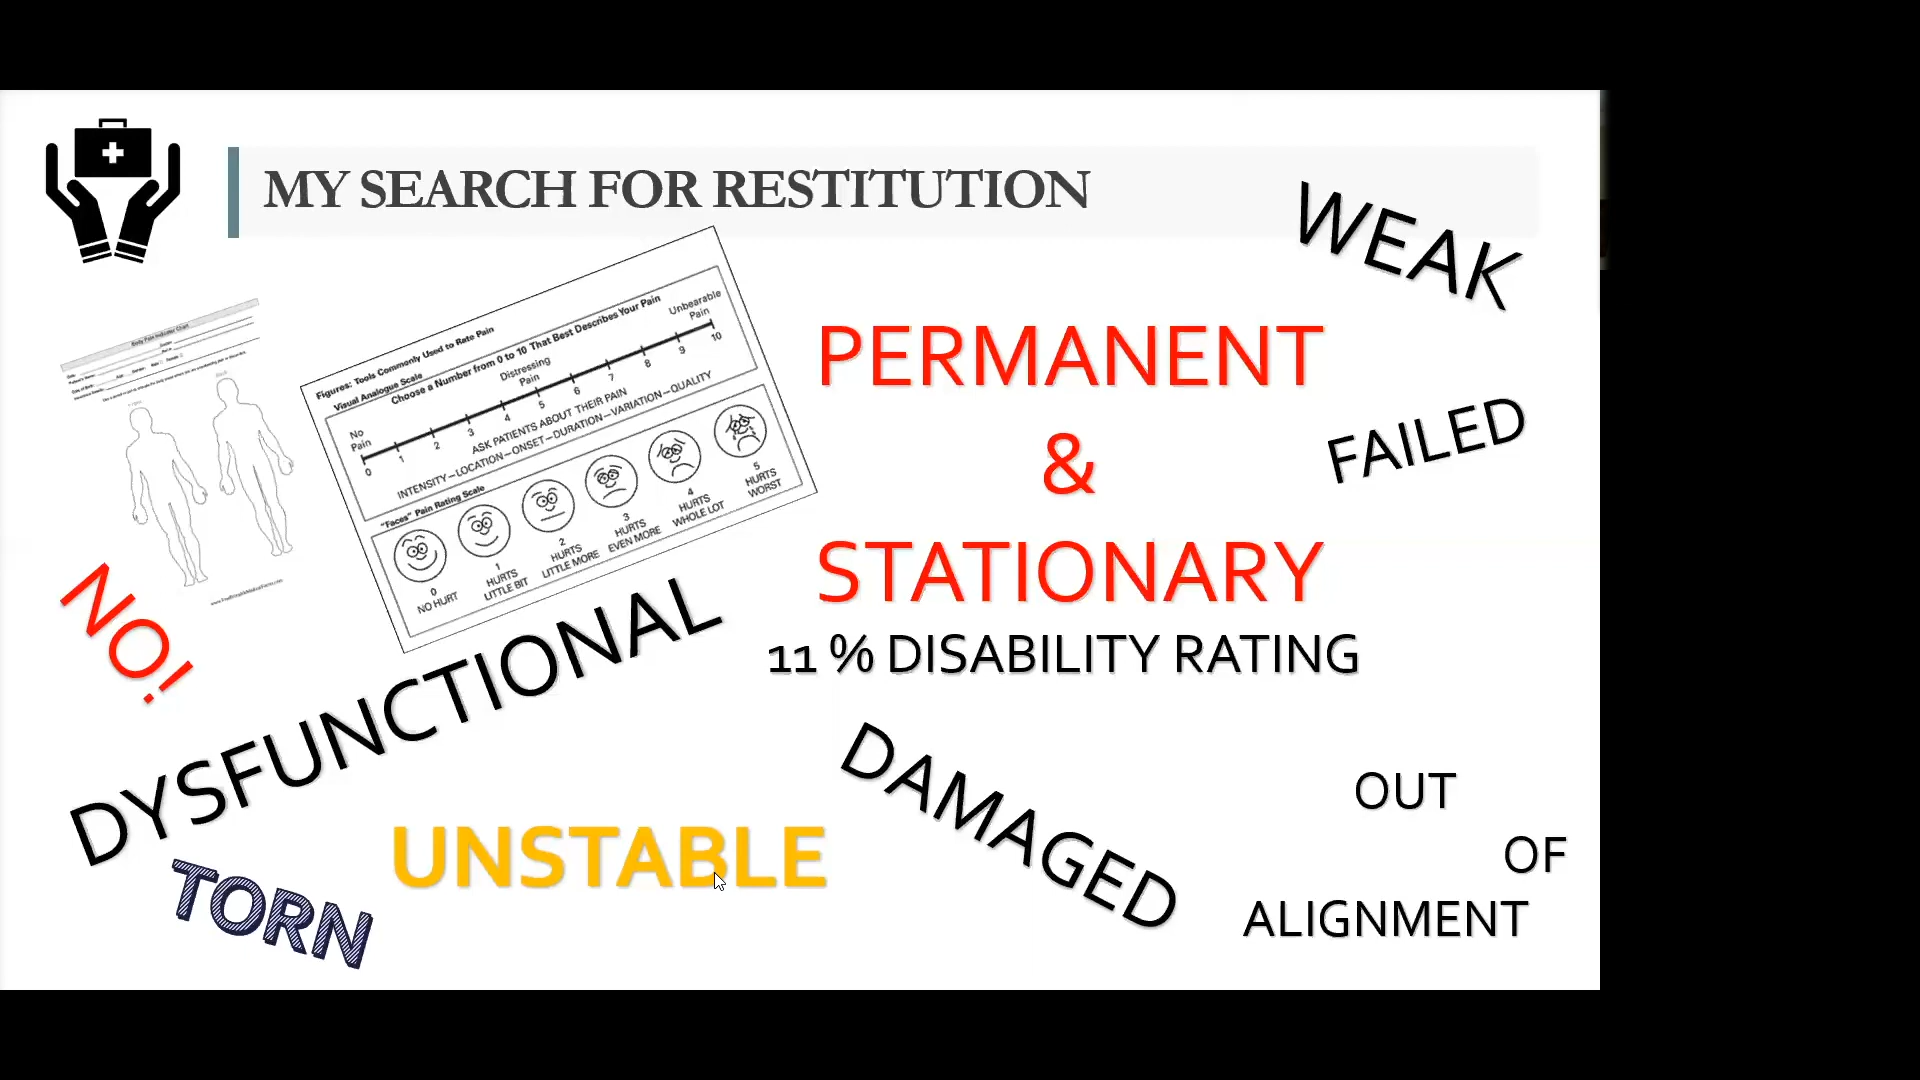 MY SEARCH FOR RESTITUTION
WEAK
Body Pain Indicator Chart
Figures: Tools Commonly Used to Rate Pain
Visual Analogue Scale
Choose a Number from 0 to 10 That Best Describes Your Pain
No Pain
Distressing Pain
Unbearable Pain
0 1 2 3 4 5 6 7 8 9 10
ASK PATIENTS ABOUT THEIR PAIN
INTENSITY—LOCATION—ONSET—DURATION—VARIATION—QUALITY
"Faces" Pain Rating Scale
0
NO HURT
1
HURTS
LITTLE BIT
2
HURTS
LITTLE MORE
3
HURTS
EVEN MORE
4
HURTS
WHOLE LOT
5
HURTS
WORST
PERMANENT
&
STATIONARY
11 % DISABILITY RATING
FAILED
NO!
DYSFUNCTIONAL
TORN
UNSTABLE
DAMAGED
OUT
OF
ALIGNMENT